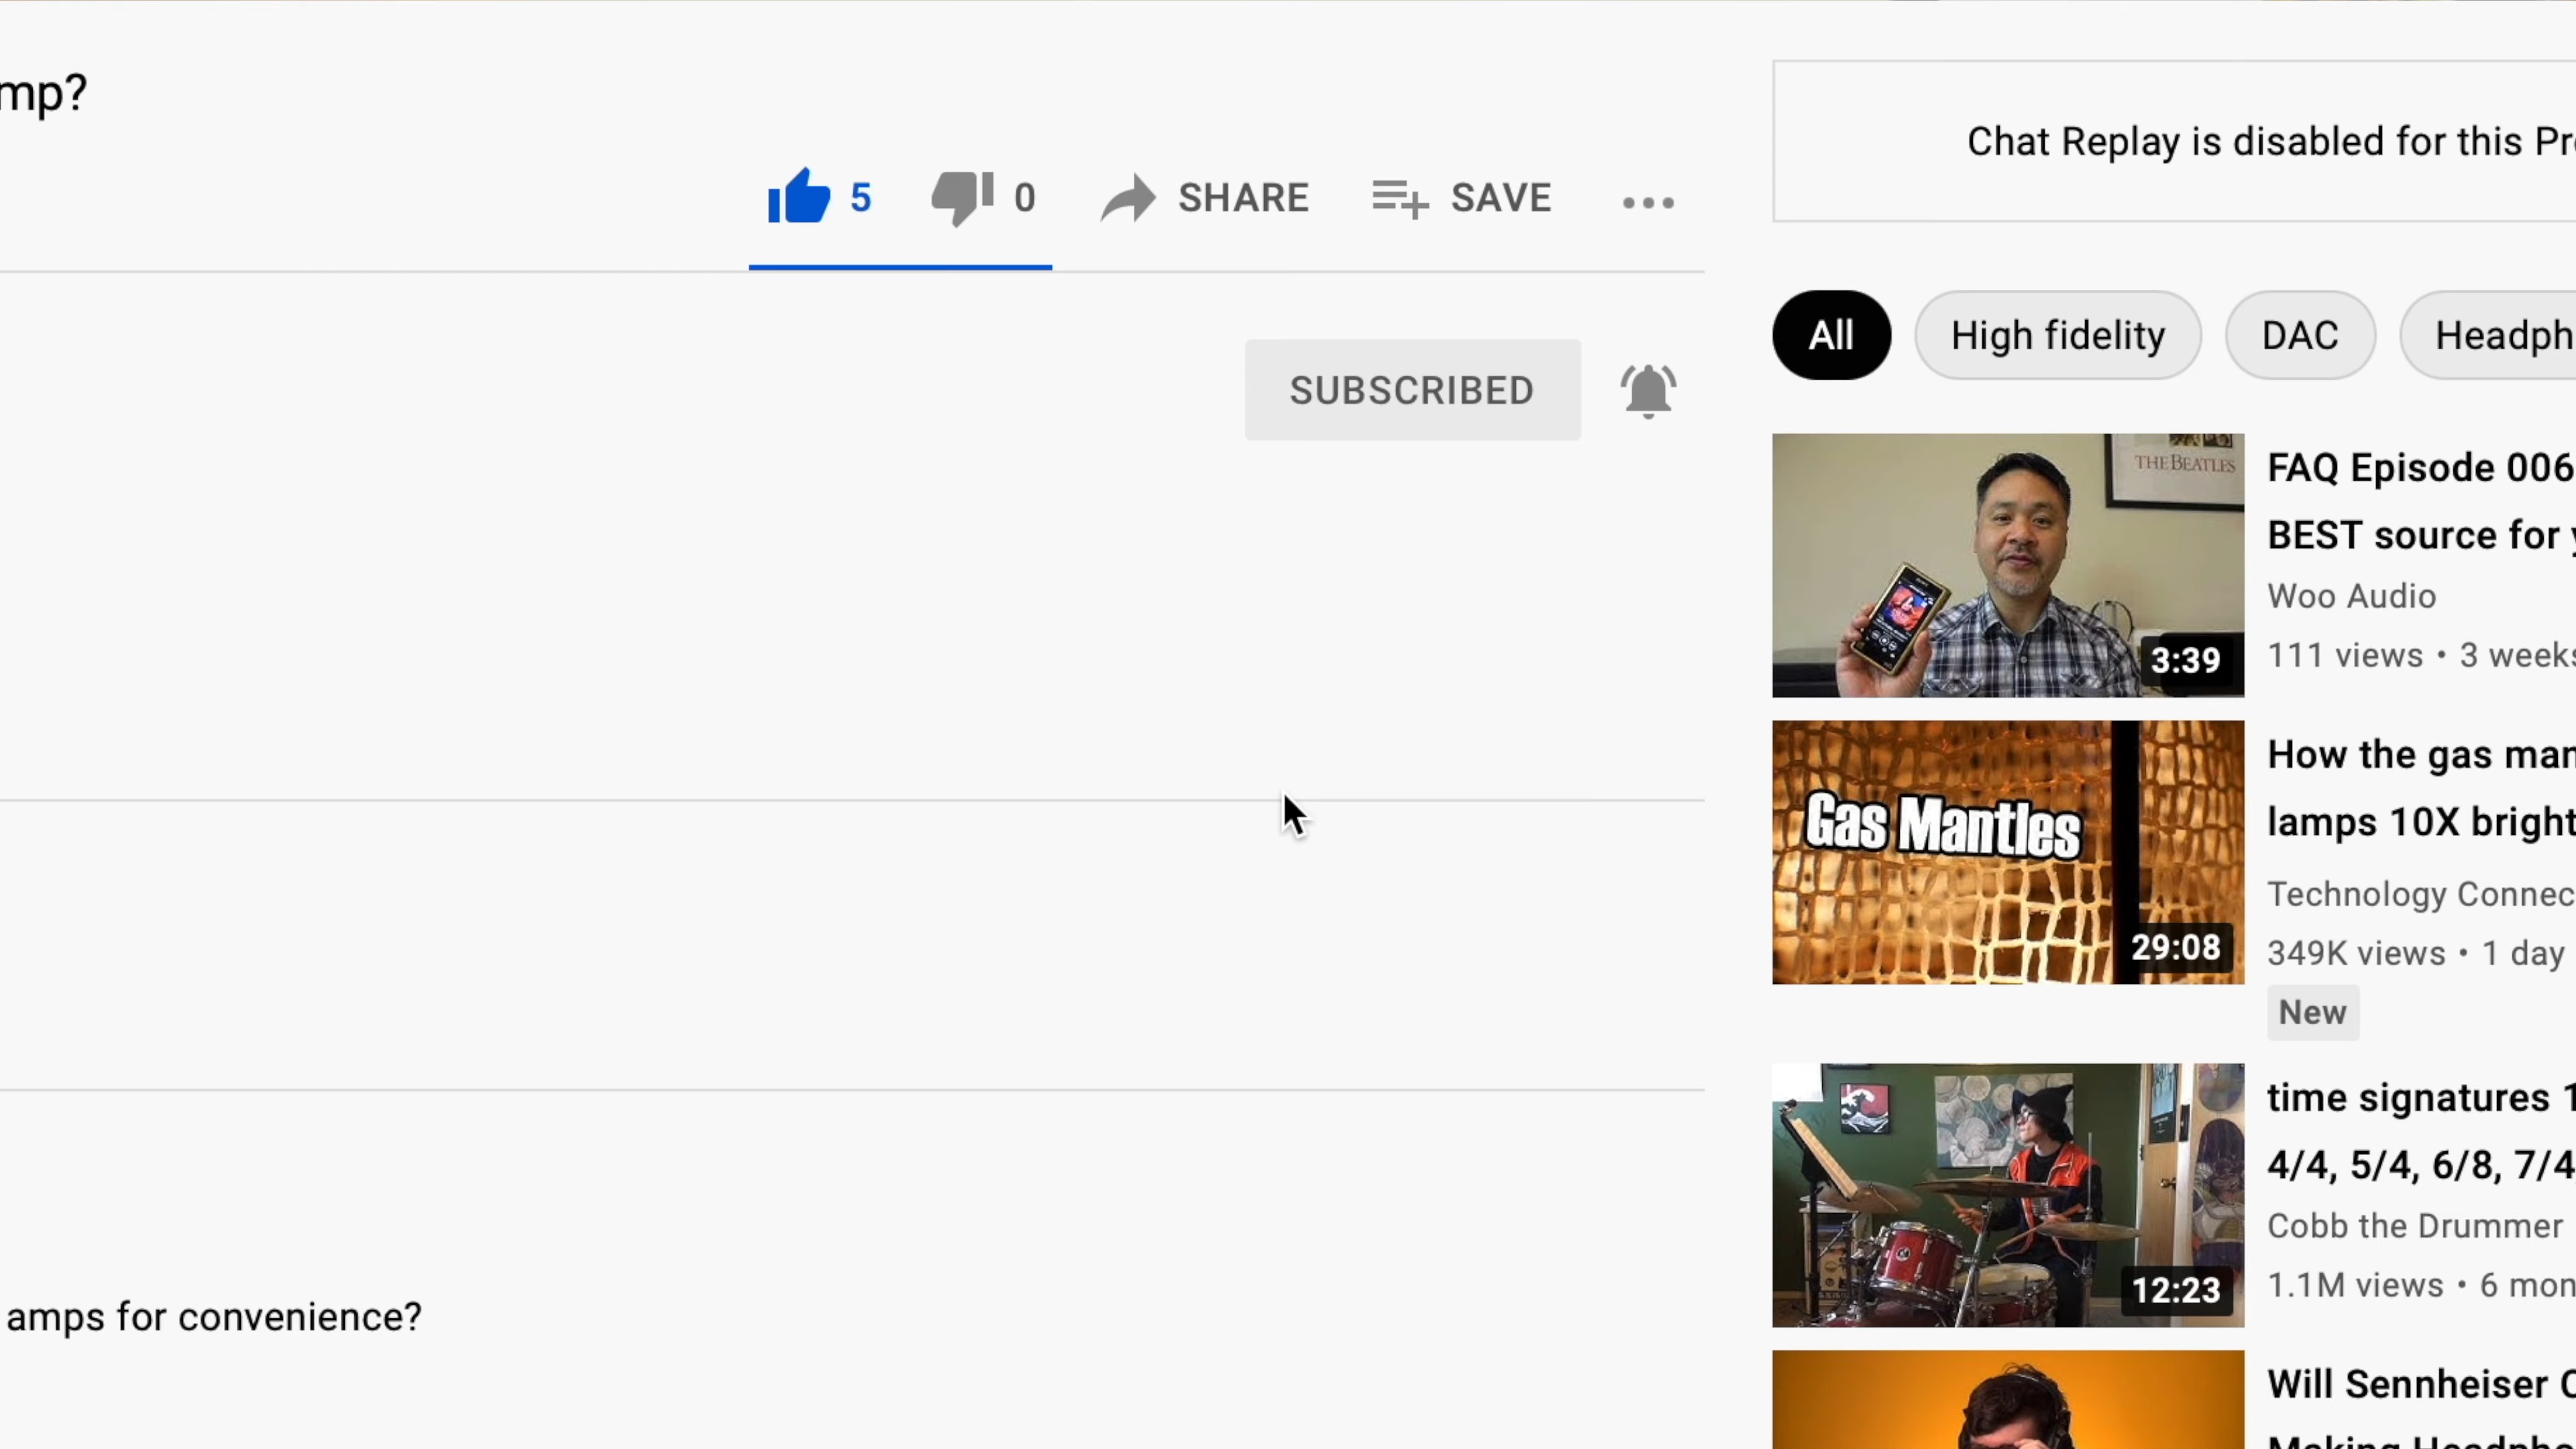 mp?
5 0 SHARE SAVE
SUBSCRIBED
amps for convenience?
Chat Replay is disabled for this Pr
All High fidelity DAC Headph
THE BEATLES
3:39
FAQ Episode 006
BEST source for y
Woo Audio
111 views • 3 weeks
Gas Mantles
29:08
How the gas man
lamps 10X bright
Technology Connec
349K views • 1 day
New
12:23
time signatures 1
4/4, 5/4, 6/8, 7/4
Cobb the Drummer
1.1M views • 6 mon
Will Sennheiser